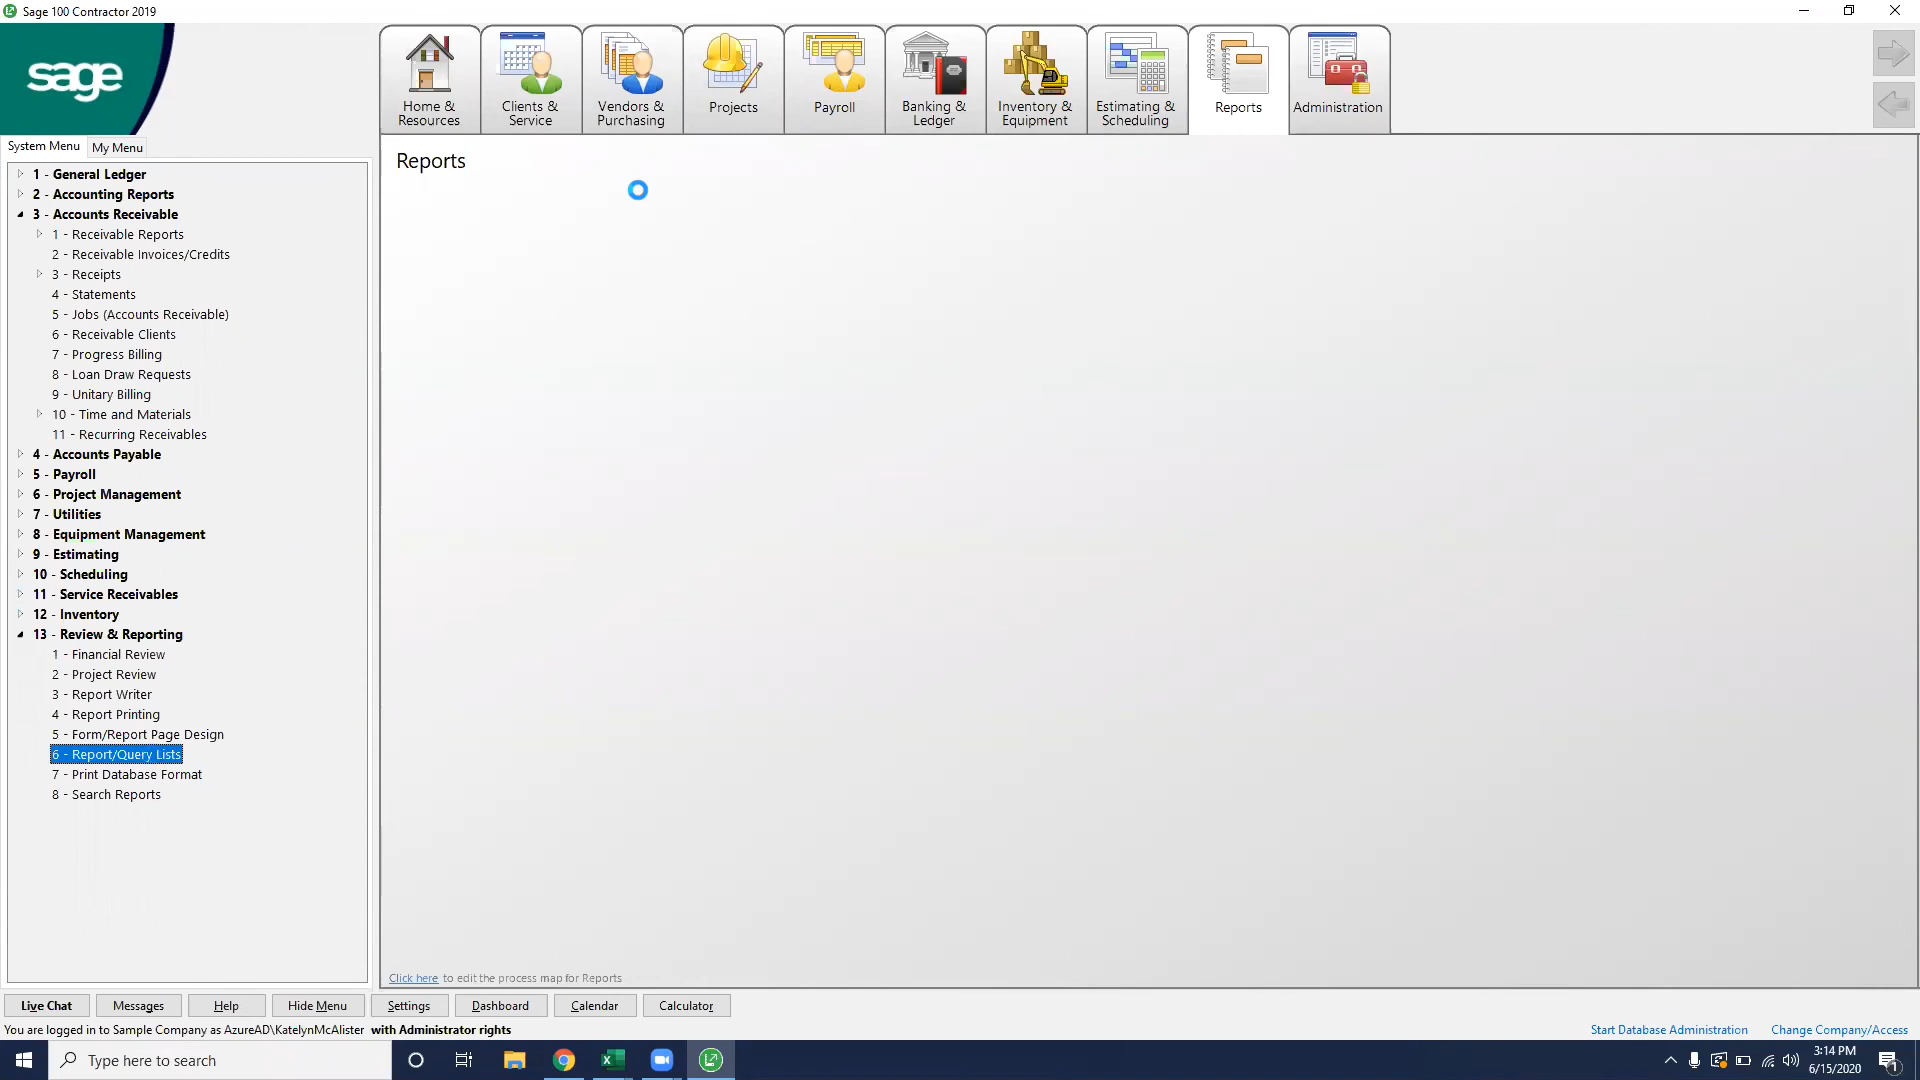 Sage 100 Contractor 2019
sage
Home & Resources
Clients & Service
Vendors & Purchasing
Projects
Payroll
Banking & Ledger
Inventory & Equipment
Estimating & Scheduling
Reports
Administration
System Menu
My Menu
Reports
1 - General Ledger
2 - Accounting Reports
3 - Accounts Receivable
1 - Receivable Reports
2 - Receivable Invoices/Credits
3 - Receipts
4 - Statements
5 - Jobs (Accounts Receivable)
6 - Receivable Clients
7 - Progress Billing
8 - Loan Draw Requests
9 - Unitary Billing
10 - Time and Materials
11 - Recurring Receivables
4 - Accounts Payable
5 - Payroll
6 - Project Management
7 - Utilities
8 - Equipment Management
9 - Estimating
10 - Scheduling
11 - Service Receivables
12 - Inventory
13 - Review & Reporting
1 - Financial Review
2 - Project Review
3 - Report Writer
4 - Report Printing
5 - Form/Report Page Design
6 - Report/Query Lists
7 - Print Database Format
8 - Search Reports
Click here to edit the process map for Reports
Live Chat
Messages
Help
Hide Menu
Settings
Dashboard
Calendar
Calculator
You are logged in to Sample Company as AzureAD\KatelynMcAlister with Administrator rights
Start Database Administration
Change Company/Access
Type here to search
3:14 PM
6/15/2020
1